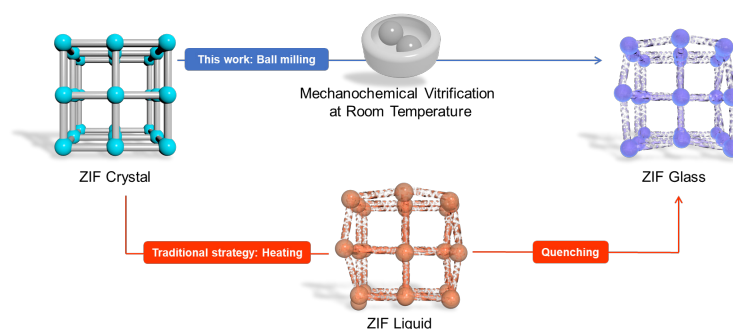 This work: Ball milling
Mechanochemical Vitrification
at Room Temperature
ZIF Crystal
ZIF Glass
Traditional strategy: Heating
Quenching
ZIF Liquid